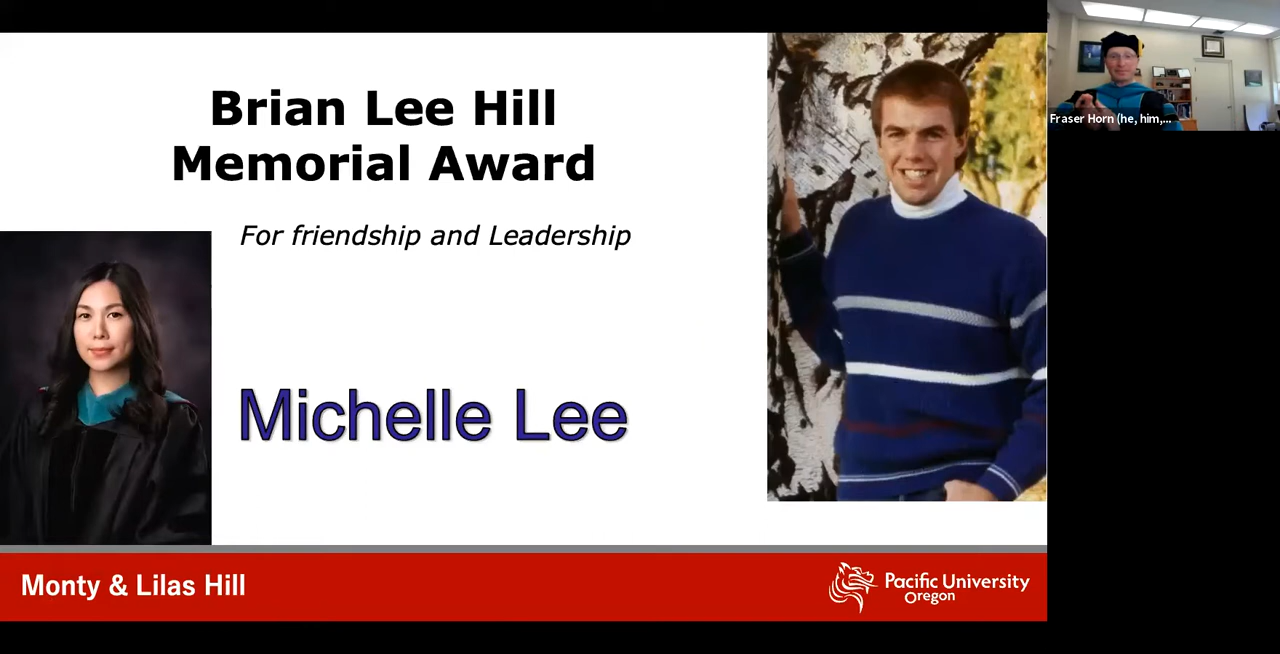 Brian Lee Hill
Memorial Award
For friendship and Leadership
Michelle Lee
Monty & Lilas Hill
Pacific University
Oregon
Fraser Horn (he, him,...